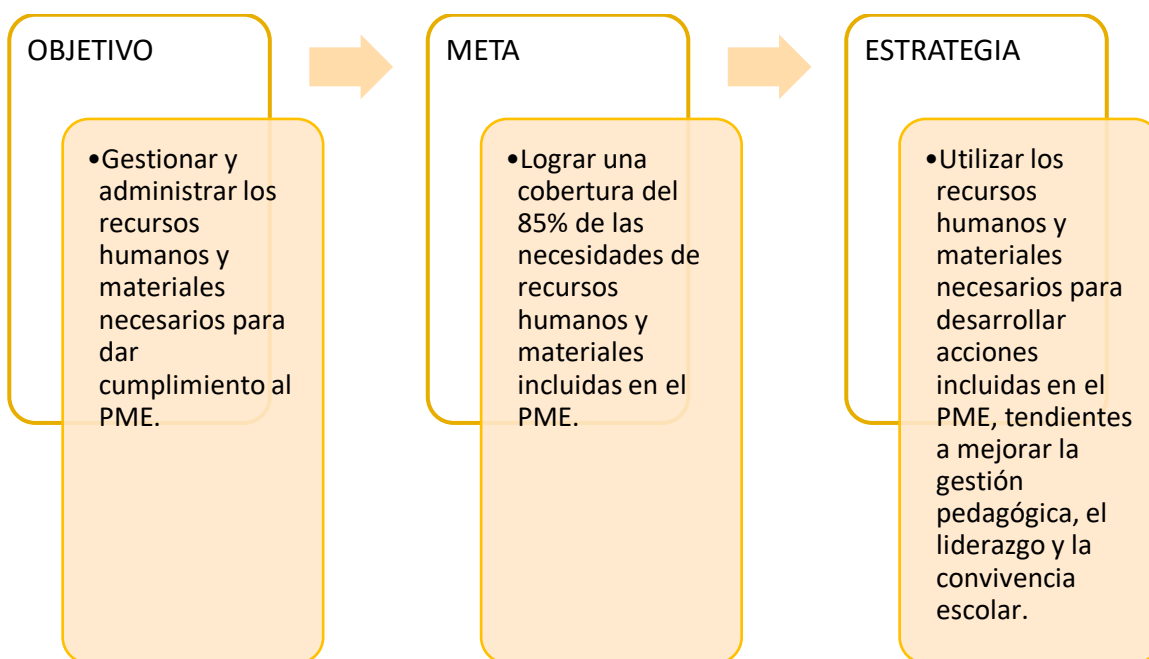 OBJETIVO
•Gestionar y
administrar los
recursos
humanos y
materiales
necesarios para
dar
cumplimiento al
PME.
META
•Lograr una
cobertura del
85% de las
necesidades de
recursos
humanos y
materiales
incluidas en el
PME.
ESTRATEGIA
•Utilizar los
recursos
humanos y
materiales
necesarios para
desarrollar
acciones
incluidas en el
PME, tendientes
a mejorar la
gestión
pedagógica, el
liderazgo y la
convivencia
escolar.